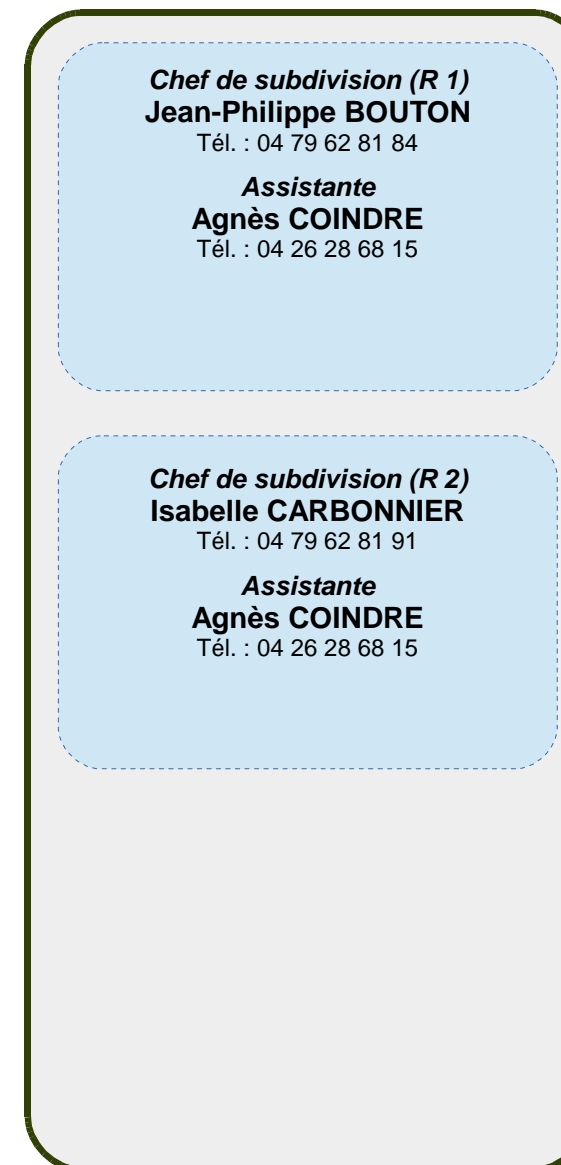 Chef de subdivision (R 1)
Jean-Philippe BOUTON
Tél. : 04 79 62 81 84
Assistante
Agnès COINDRE
Tél. : 04 26 28 68 15
Chef de subdivision (R 2)
Isabelle CARBONNIER
Tél. : 04 79 62 81 91
Assistante
Agnès COINDRE
Tél. : 04 26 28 68 15